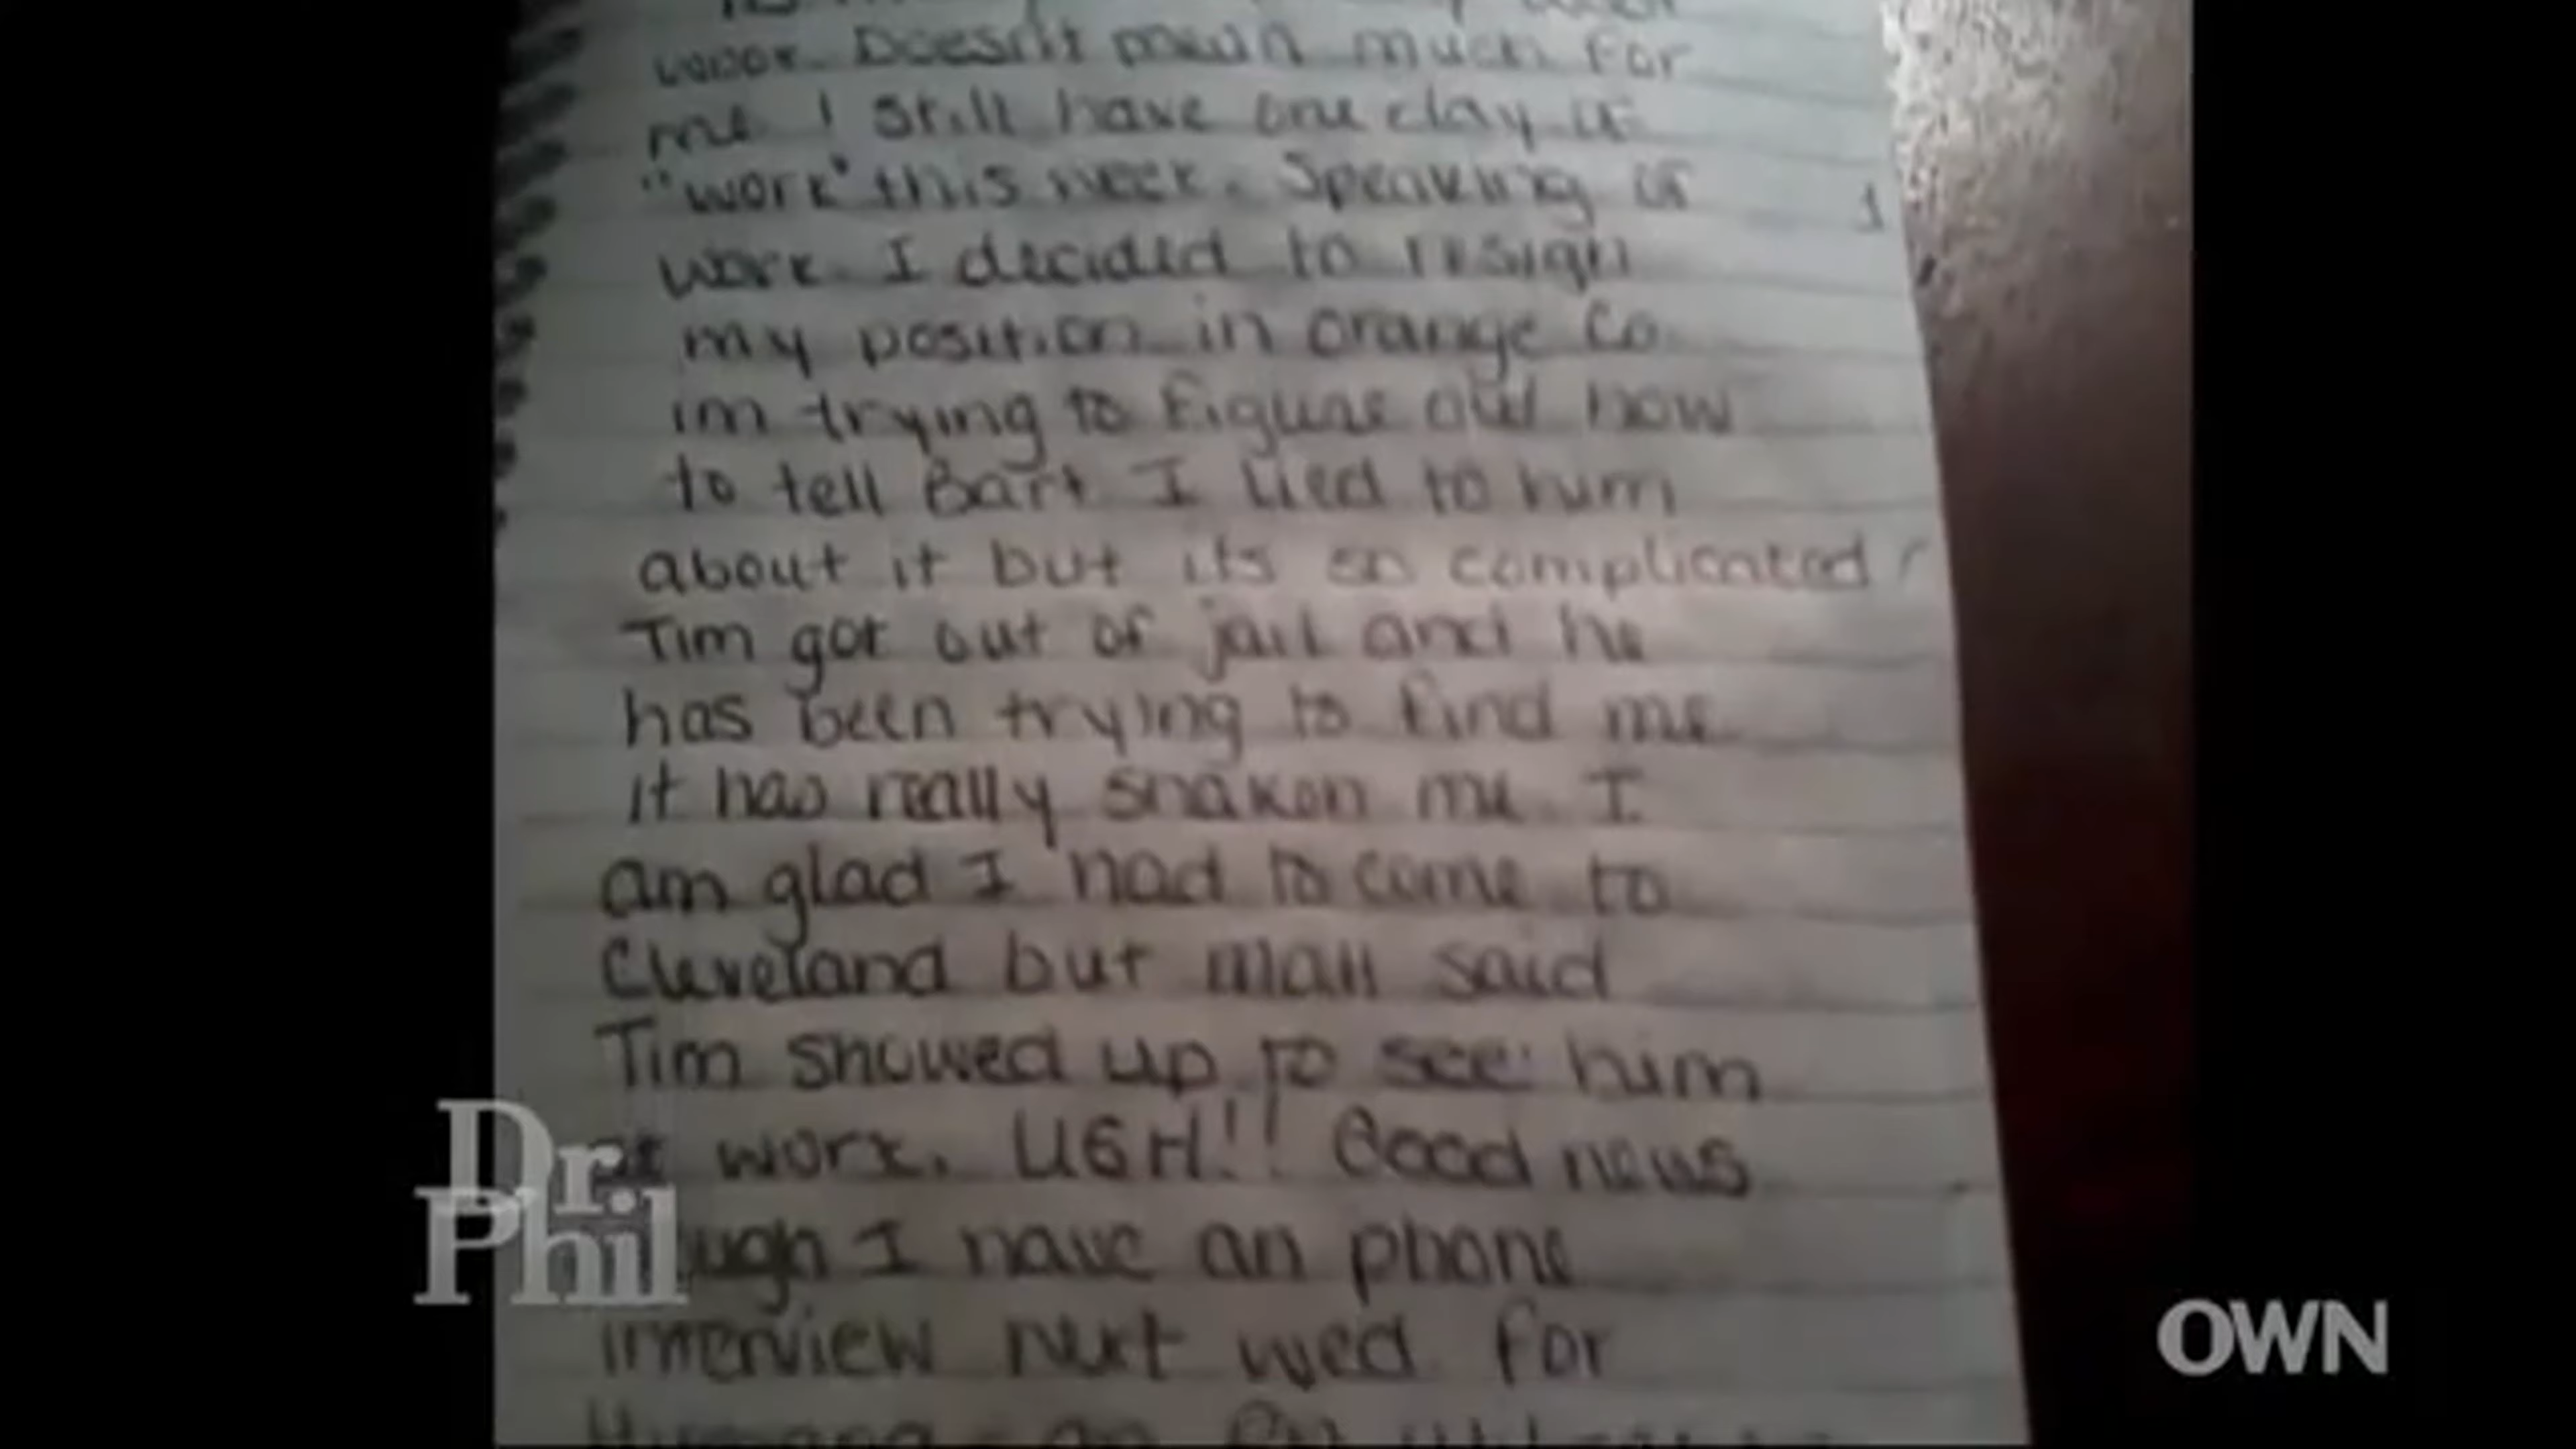 work. Doesn't pawn much for
me I still have one day of
"work" this week. Speaking of
work I decided to resign
my position in Orange Co
im trying to figure out how
to tell Bart I lied to him
about it but its so complicated
Tim got out of jail and he
has been trying to find me
it has really shaken me I
am glad I had to come to
Cleveland but Matt said
Tim showed up to see him
at work. UGH!! Good news
ugh I have an phone
interview next wed for
Dr.
Phil
OWN